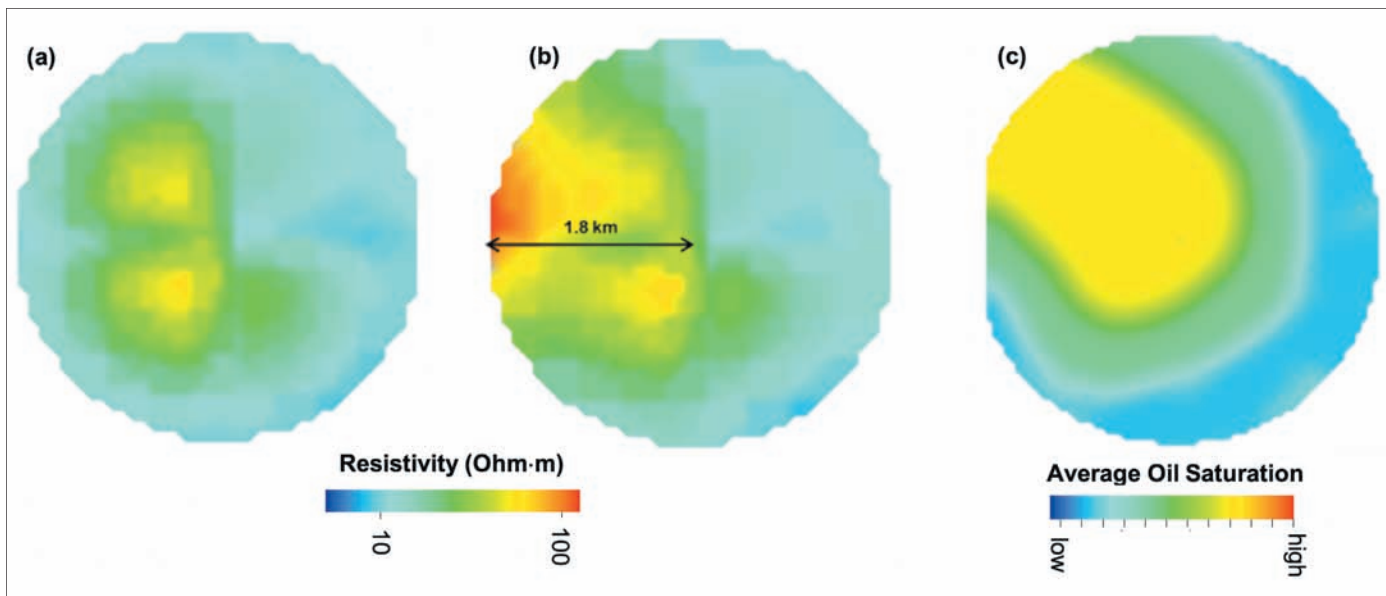 (a)
(b)
(c)
1.8 km
Resistivity (Ohm·m)
10
100
Average Oil Saturation
low
high